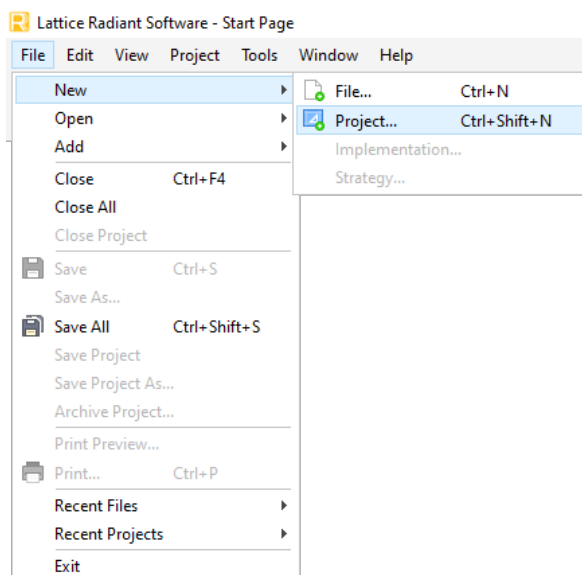 Lattice Radiant Software - Start Page
File Edit View Project Tools Window Help
New
File... Ctrl+N
Open
Project... Ctrl+Shift+N
Add
Implementation...
Close Ctrl+F4
Strategy...
Close All
Close Project
Save Ctrl+S
Save As...
Save All Ctrl+Shift+S
Save Project
Save Project As...
Archive Project...
Print Preview...
Print... Ctrl+P
Recent Files
Recent Projects
Exit